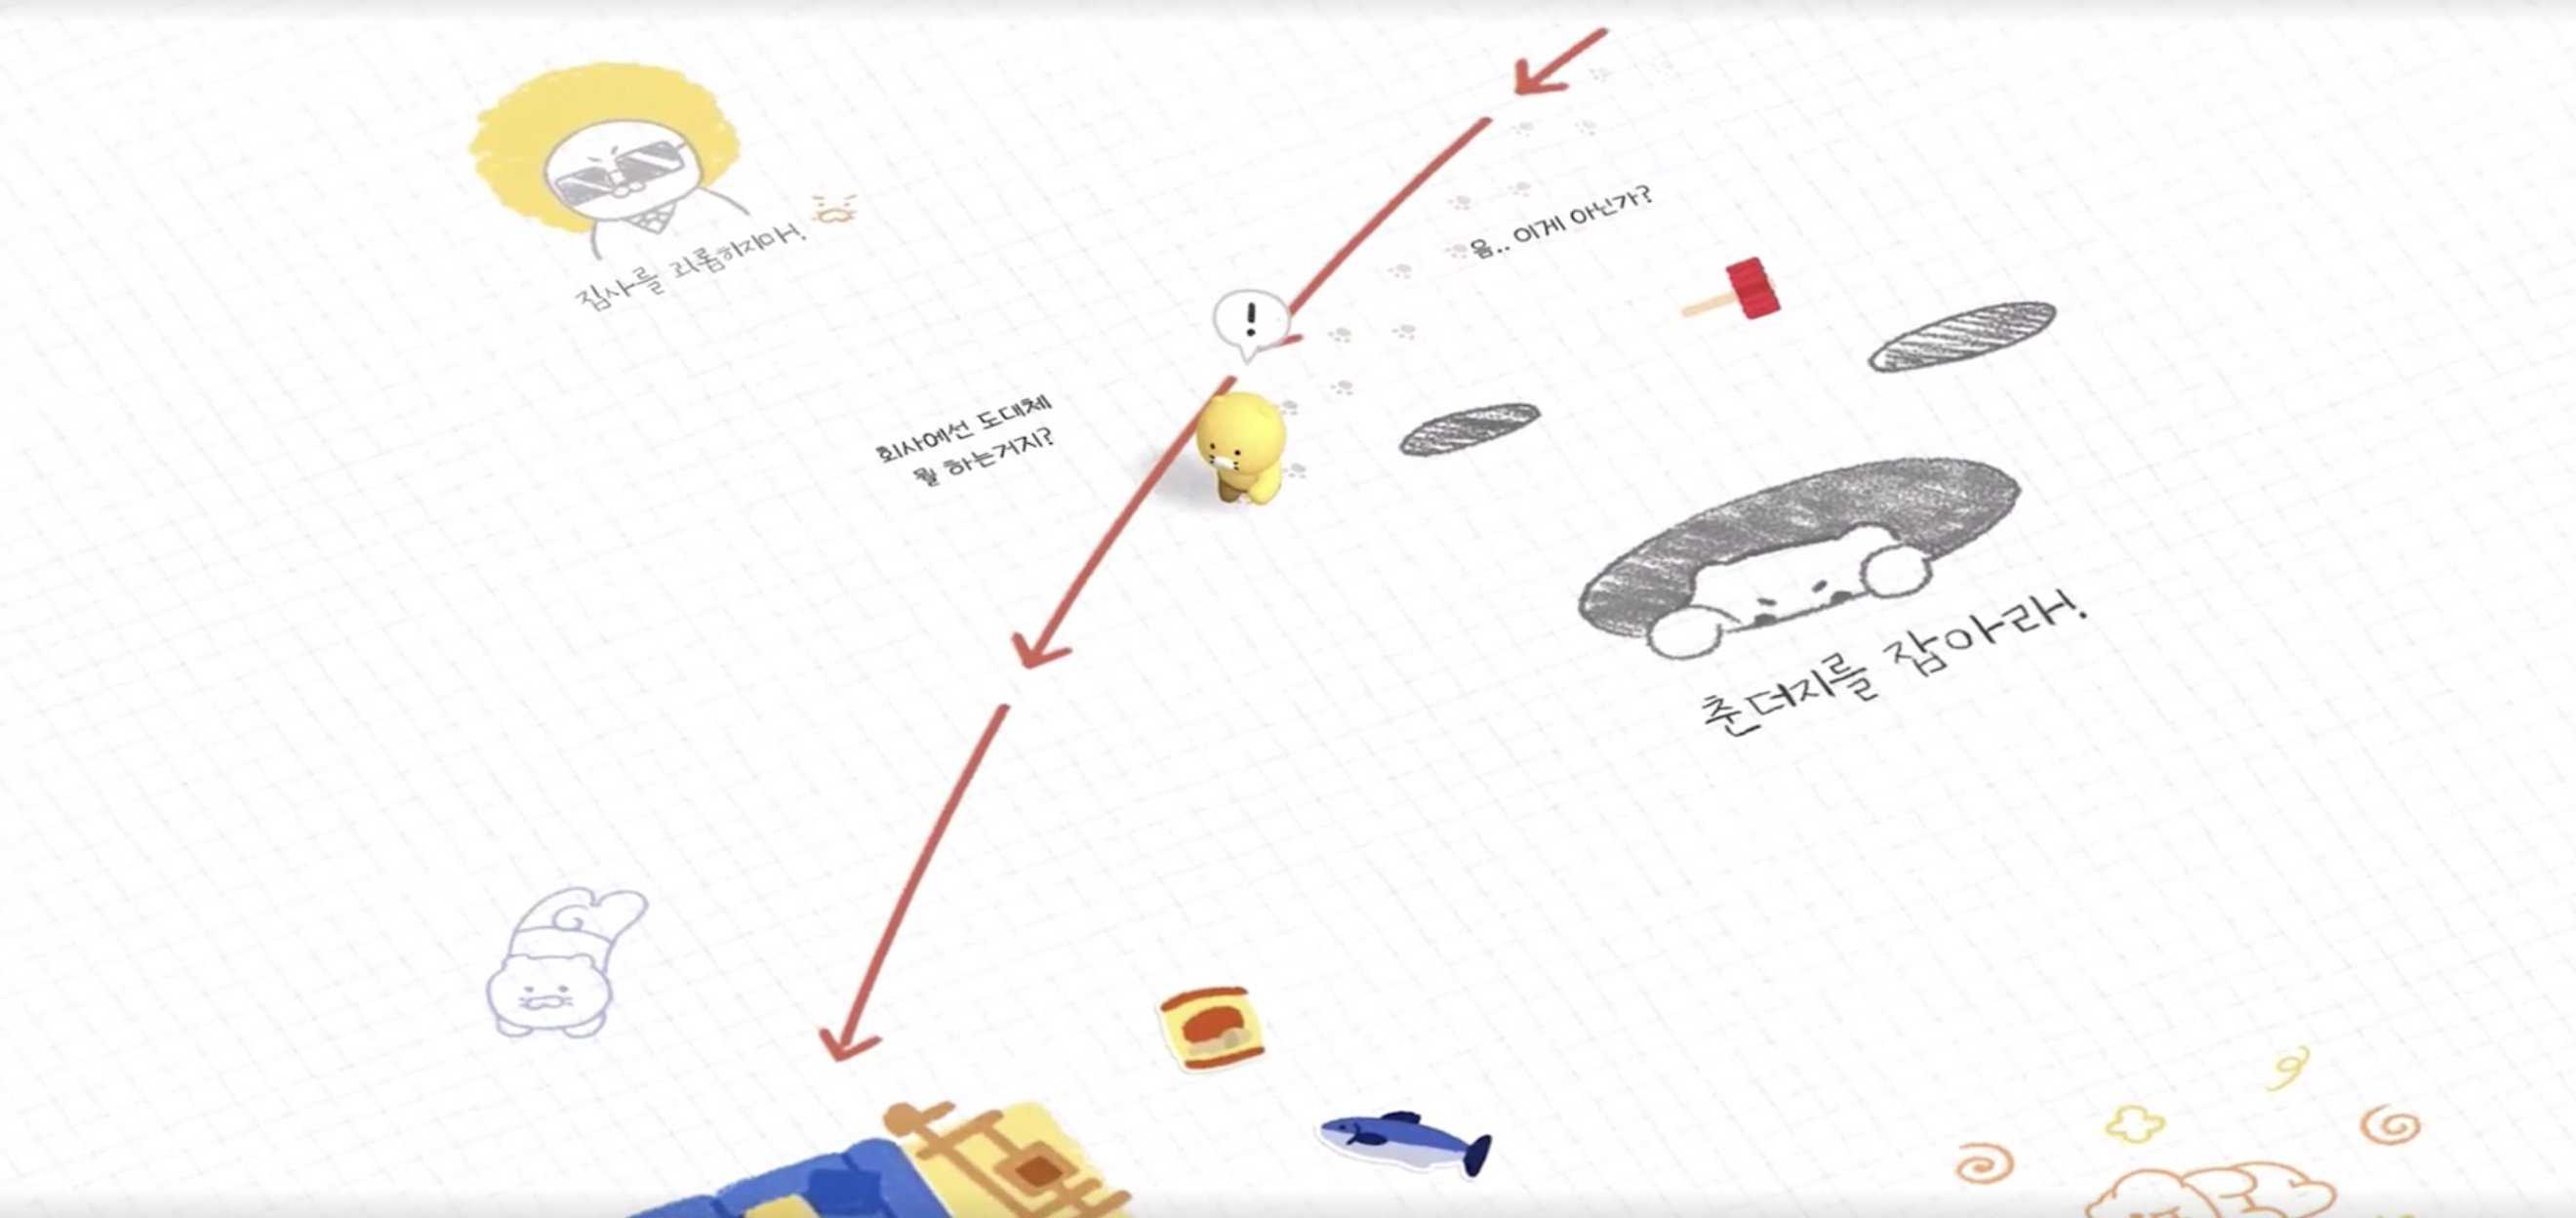 집사를 괴롭히지마!
움.. 이게 아닌가?
!
회사에선 도대체
뭘 하는거지?
춘더지를 잡아라!